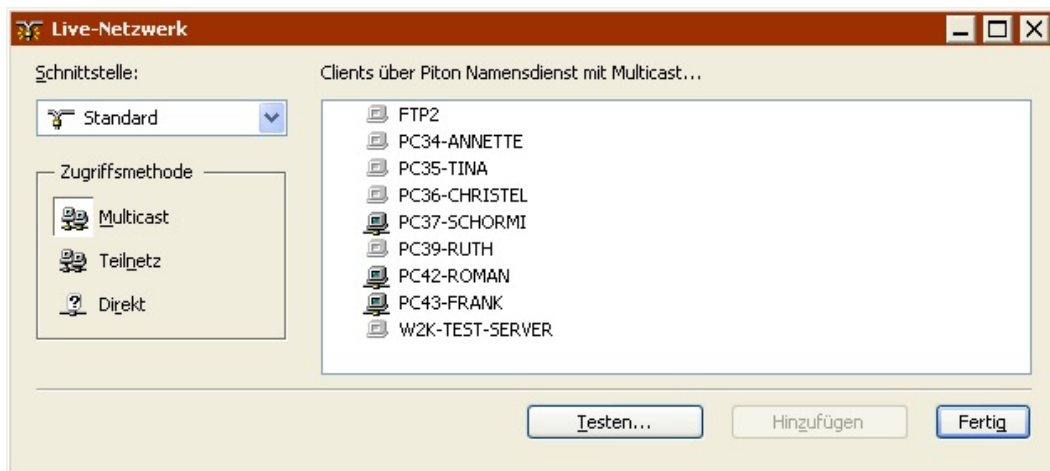 Live-Netzwerk
Schnittstelle:
Standard
Zugriffsmethode
Multicast
Teilnetz
Direkt
Clients über Piton Namensdienst mit Multicast...
FTP2
PC34-ANNETTE
PC35-TINA
PC36-CHRISTEL
PC37-SCHORMI
PC39-RUTH
PC42-ROMAN
PC43-FRANK
W2K-TEST-SERVER
Testen...
Hinzufügen
Fertig